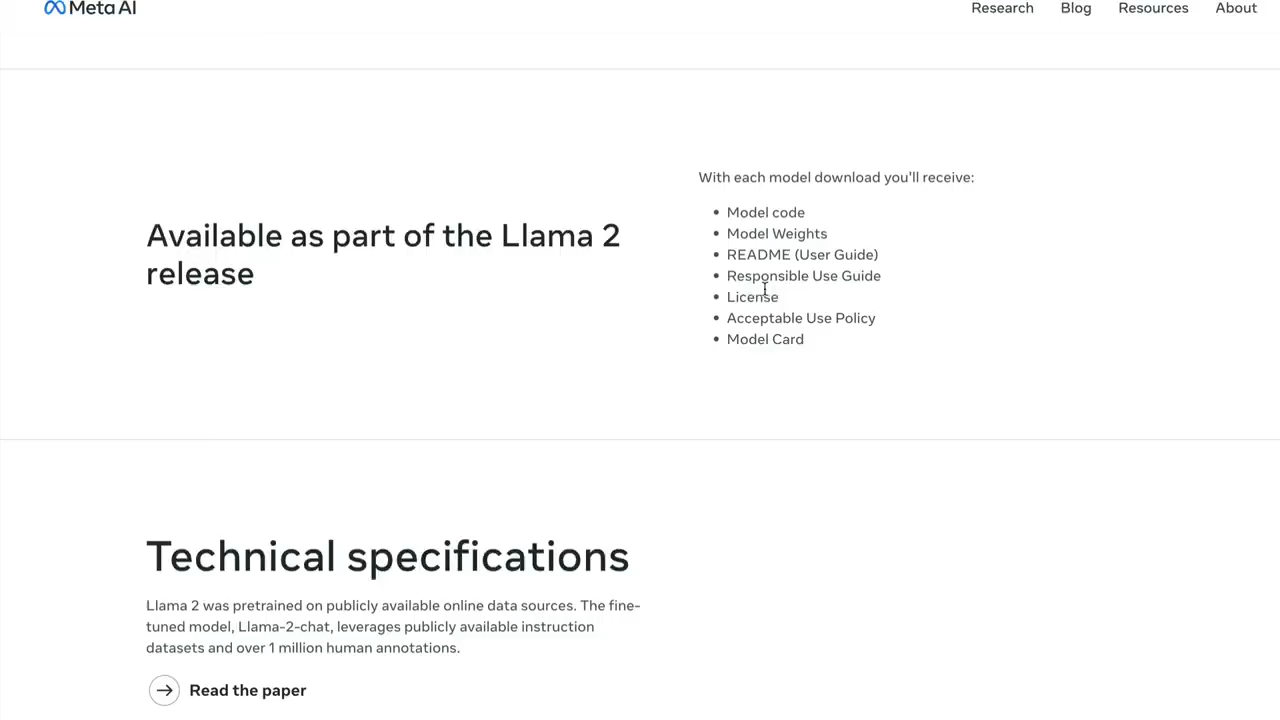 Meta AI
Research Blog Resources About
With each model download you'll receive:
• Model code
• Model Weights
• README (User Guide)
• Responsible Use Guide
• License
• Acceptable Use Policy
• Model Card
Available as part of the Llama 2
release
Technical specifications
Llama 2 was pretrained on publicly available online data sources. The fine-
tuned model, Llama-2-chat, leverages publicly available instruction
datasets and over 1 million human annotations.
Read the paper